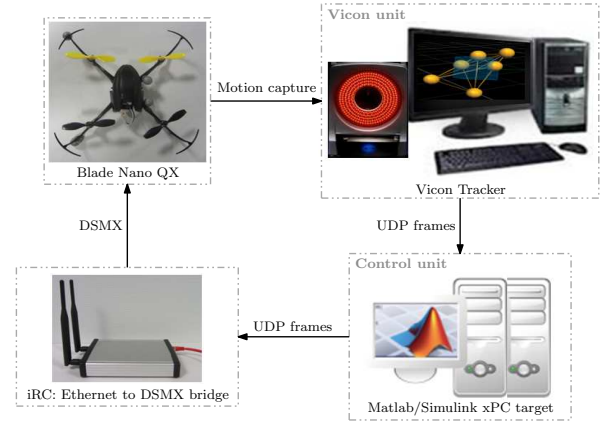 Vicon unit
Motion capture
Blade Nano QX
Vicon Tracker
DSMX
UDP frames
Control unit
UDP frames
iRC: Ethernet to DSMX bridge
Matlab/Simulink xPC target